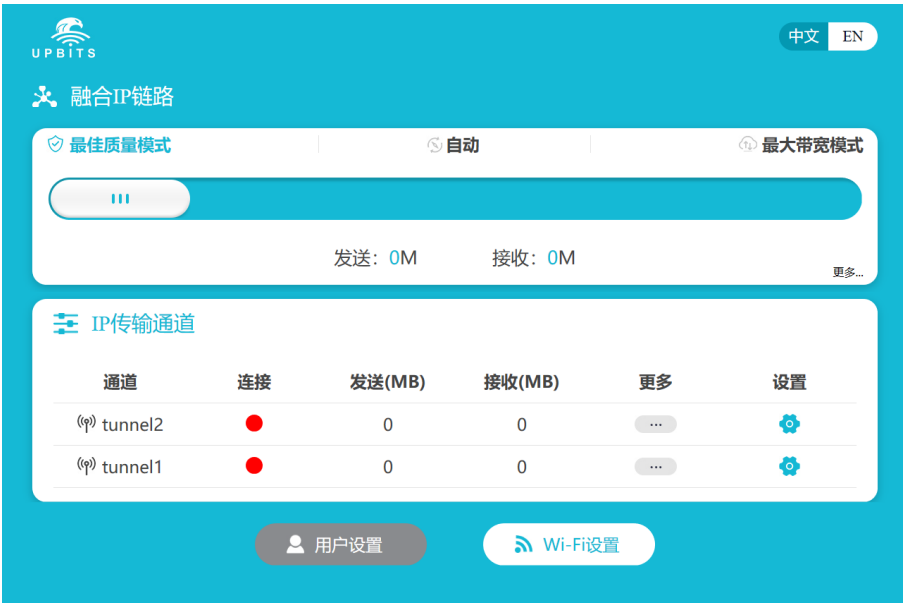 UPBITS
中文 EN
融合IP链路
最佳质量模式 自动 最大带宽模式
发送: 0M 接收: 0M
更多...
IP传输通道
通道 连接 发送(MB) 接收(MB) 更多 设置
tunnel2 0 0 ...
tunnel1 0 0 ...
用户设置 Wi-Fi设置